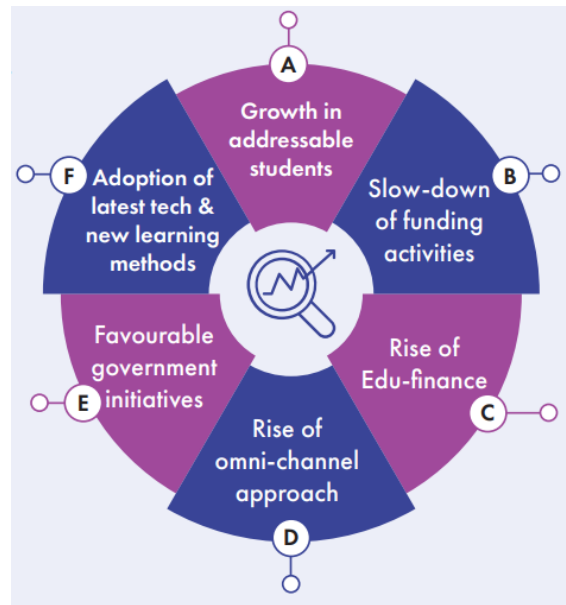 A
Growth in
addressable
students
B
Slow-down
of funding
activities
C
Rise of
Edu-finance
D
Rise of
omni-channel
approach
E
Favourable
government
initiatives
F
Adoption of
latest tech &
new learning
methods